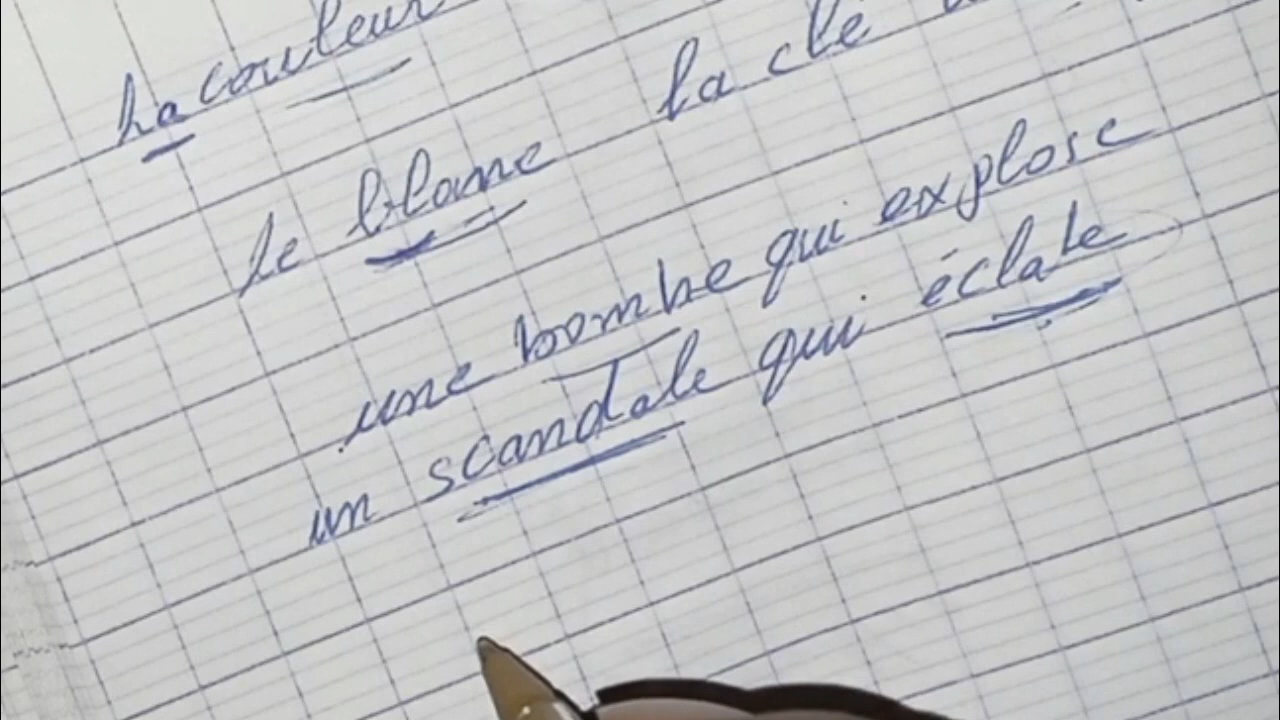 La couleur
le blanc la clé
une bombe qui explose
un scandale qui éclate